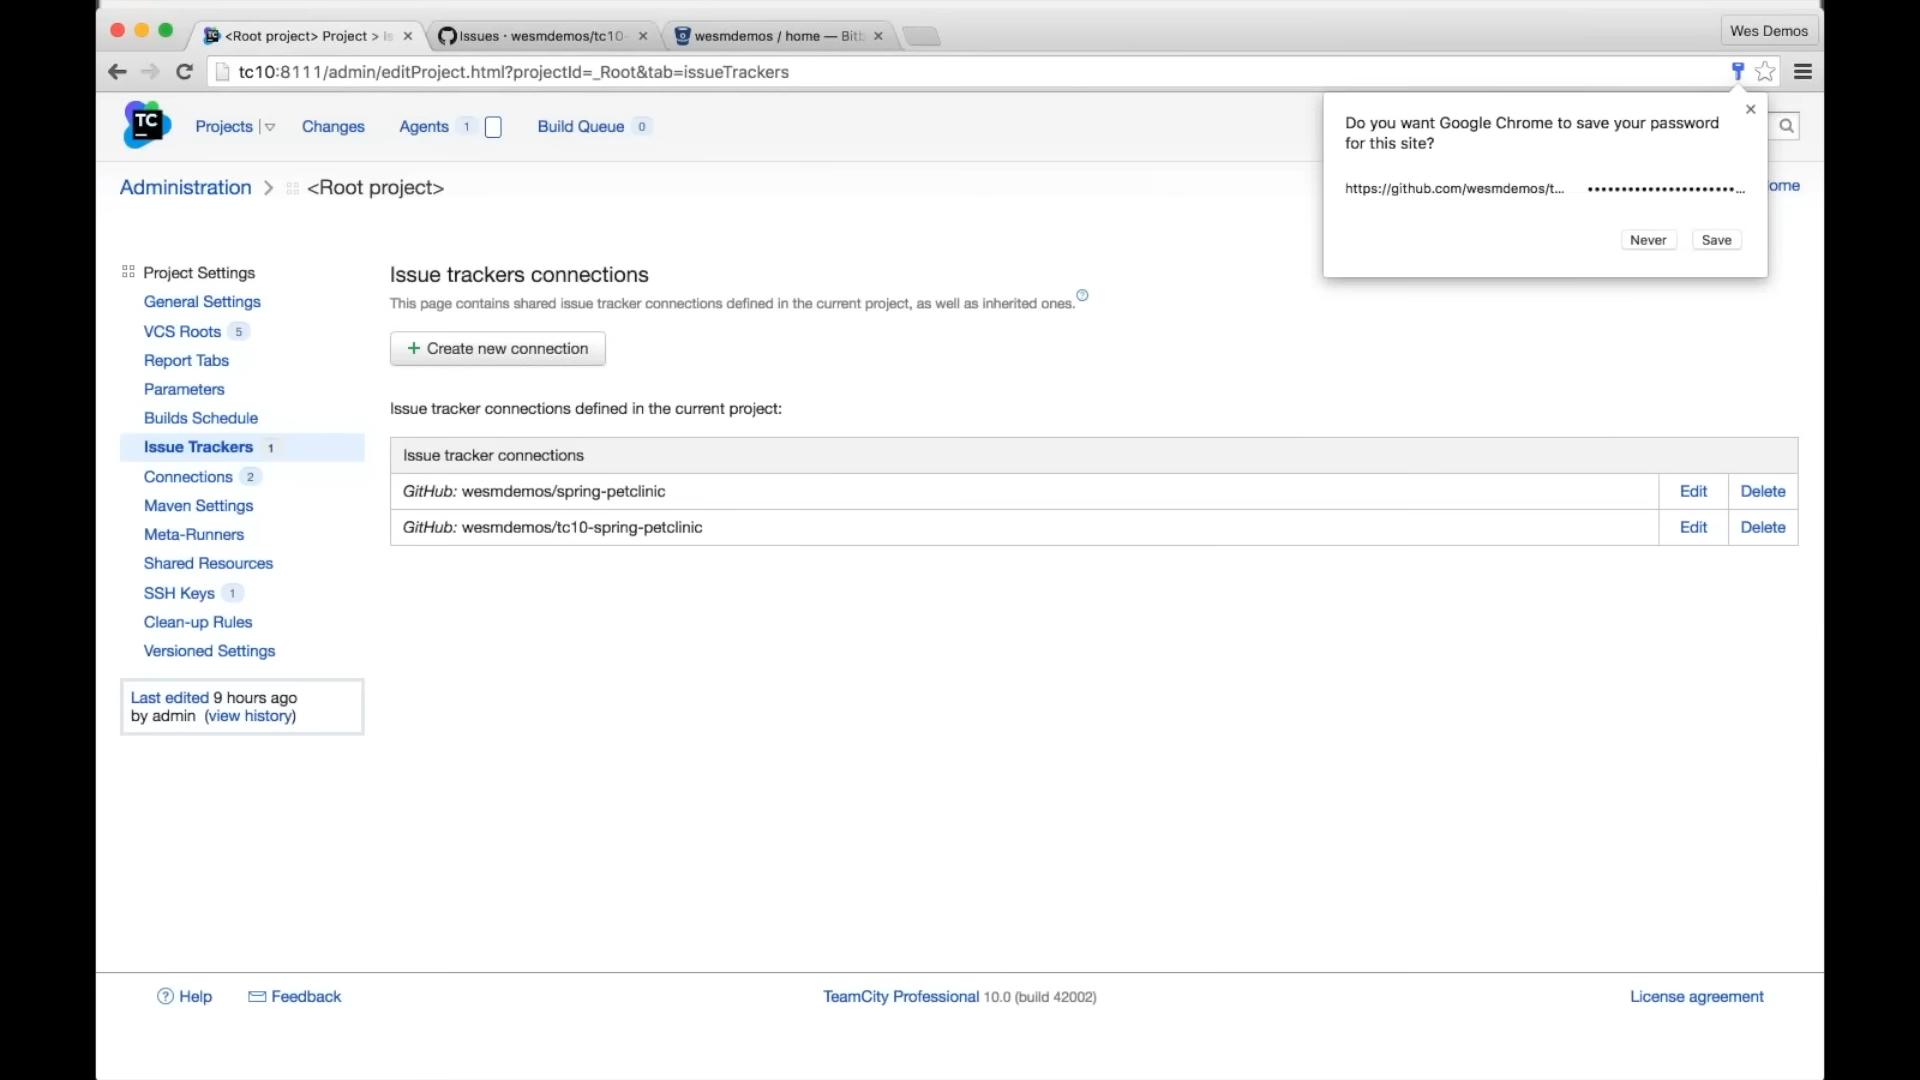 <Root project> Project > Is
Issues · wesmdemos/tc10-
wesmdemos / home — Bitb
Wes Demos
tc10:8111/admin/editProject.html?projectId=_Root&tab=issueTrackers
TC
Projects
Changes
Agents 1
Build Queue 0
Do you want Google Chrome to save your password
for this site?
https://github.com/wesmdemos/t... •••••••••••••••••••••••...
Never
Save
Administration > <Root project>
ome
Project Settings
General Settings
VCS Roots 5
Report Tabs
Parameters
Builds Schedule
Issue Trackers 1
Connections 2
Maven Settings
Meta-Runners
Shared Resources
SSH Keys 1
Clean-up Rules
Versioned Settings
Last edited 9 hours ago
by admin (view history)
Issue trackers connections
This page contains shared issue tracker connections defined in the current project, as well as inherited ones. ?
+ Create new connection
Issue tracker connections defined in the current project:
Issue tracker connections
GitHub: wesmdemos/spring-petclinic Edit Delete
GitHub: wesmdemos/tc10-spring-petclinic Edit Delete
? Help
Feedback
TeamCity Professional 10.0 (build 42002)
License agreement